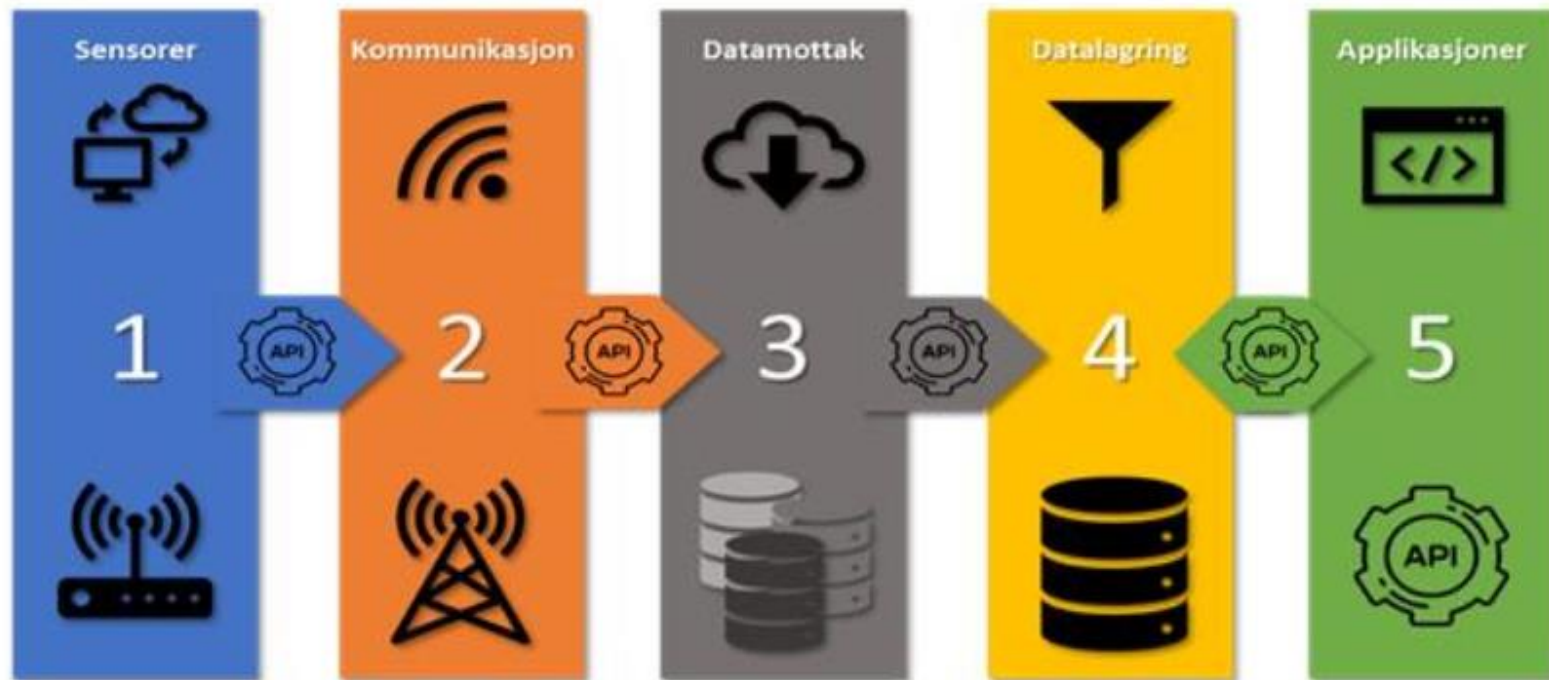 Sensorer
Kommunikasjon
Datamottak
Datalagring
Applikasjoner
1
API
2
API
3
API
4
API
5
API